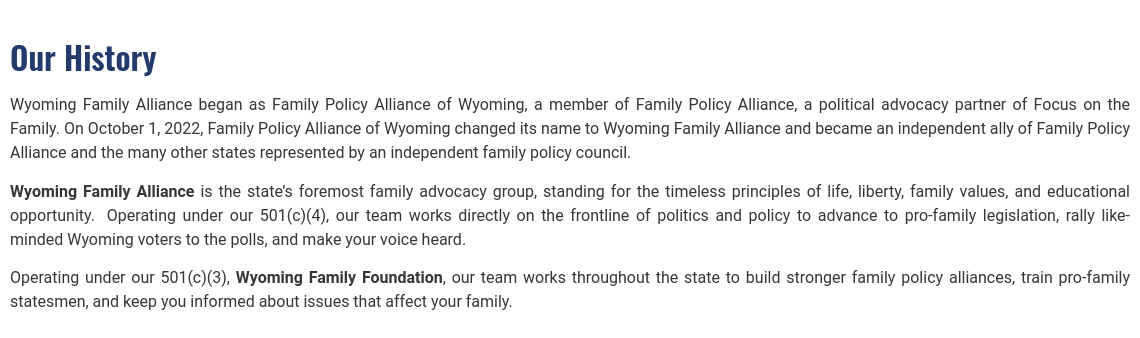 Our History
Wyoming Family Alliance began as Family Policy Alliance of Wyoming, a member of Family Policy Alliance, a political advocacy partner of Focus on the
Family. On October 1, 2022, Family Policy Alliance of Wyoming changed its name to Wyoming Family Alliance and became an independent ally of Family Policy
Alliance and the many other states represented by an independent family policy council.
Wyoming Family Alliance is the state’s foremost family advocacy group, standing for the timeless principles of life, liberty, family values, and educational
opportunity.  Operating under our 501(c)(4), our team works directly on the frontline of politics and policy to advance to pro-family legislation, rally like-
minded Wyoming voters to the polls, and make your voice heard.
Operating under our 501(c)(3), Wyoming Family Foundation, our team works throughout the state to build stronger family policy alliances, train pro-family
statesmen, and keep you informed about issues that affect your family.